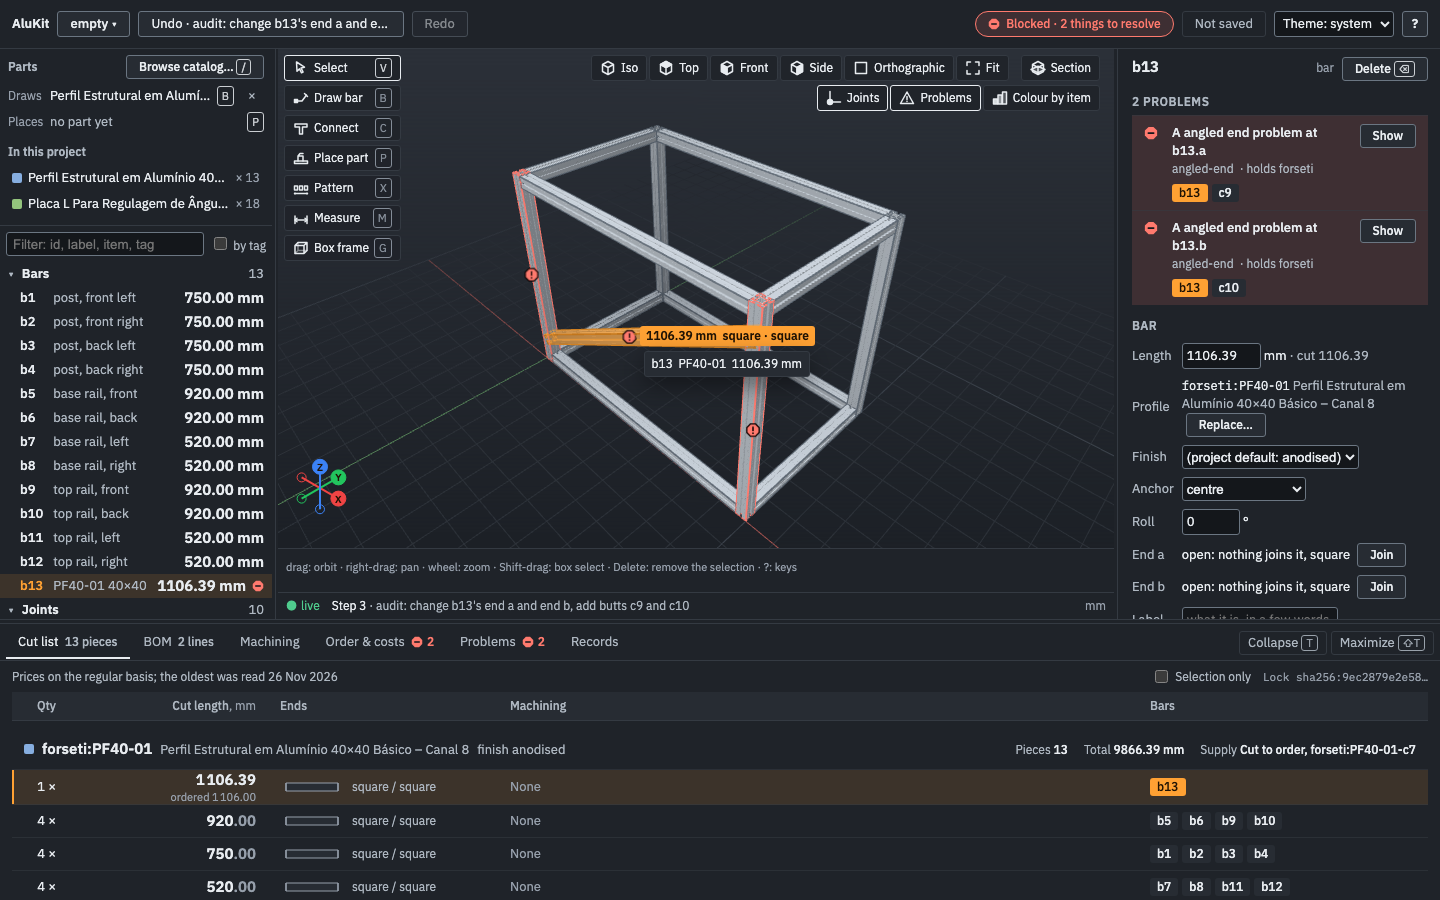 AluKit
empty ▾
Undo · audit: change b13's end a and e...
Redo
Blocked · 2 things to resolve
Not saved
Theme: system
?
Parts
Browse catalog... /
Draws Perfil Estrutural em Alumí... B ×
Places no part yet P
In this project
Perfil Estrutural em Alumínio 40... × 13
Placa L Para Regulagem de Ângu... × 18
Filter: id, label, item, tag
by tag
Bars 13
b1 post, front left 750.00 mm
b2 post, front right 750.00 mm
b3 post, back left 750.00 mm
b4 post, back right 750.00 mm
b5 base rail, front 920.00 mm
b6 base rail, back 920.00 mm
b7 base rail, left 520.00 mm
b8 base rail, right 520.00 mm
b9 top rail, front 920.00 mm
b10 top rail, back 920.00 mm
b11 top rail, left 520.00 mm
b12 top rail, right 520.00 mm
b13 PF40-01 40×40 1106.39 mm
Joints 10
Select V
Draw bar B
Connect C
Place part P
Pattern X
Measure M
Box frame G
Iso
Top
Front
Side
Orthographic
Fit
Section
Joints
Problems
Colour by item
1106.39 mm square · square
b13 PF40-01 1106.39 mm
Z
Y
X
drag: orbit · right-drag: pan · wheel: zoom · Shift-drag: box select · Delete: remove the selection · ?: keys
live Step 3 · audit: change b13's end a and end b, add butts c9 and c10
mm
b13
bar
Delete
2 PROBLEMS
A angled end problem at
b13.a
Show
angled-end · holds forseti
b13 c9
A angled end problem at
b13.b
Show
angled-end · holds forseti
b13 c10
BAR
Length 1106.39 mm · cut 1106.39
forseti:PF40-01 Perfil Estrutural em
Profile Alumínio 40×40 Básico – Canal 8
Replace...
Finish (project default: anodised)
Anchor centre
Roll 0 °
End a open: nothing joins it, square Join
End b open: nothing joins it, square Join
Label what it is, in a few words
Cut list 13 pieces
BOM 2 lines
Machining
Order & costs 2
Problems 2
Records
Collapse T
Maximize ⇧T
Prices on the regular basis; the oldest was read 26 Nov 2026
Selection only
Lock sha256:9ec2879e2e58…
Qty Cut length, mm Ends Machining Bars
forseti:PF40-01 Perfil Estrutural em Alumínio 40×40 Básico – Canal 8 finish anodised
Pieces 13 Total 9866.39 mm Supply Cut to order, forseti:PF40-01-c7
1 × 1106.39 square / square None b13
ordered 1106.00
4 × 920.00 square / square None b5 b6 b9 b10
4 × 750.00 square / square None b1 b2 b3 b4
4 × 520.00 square / square None b7 b8 b11 b12